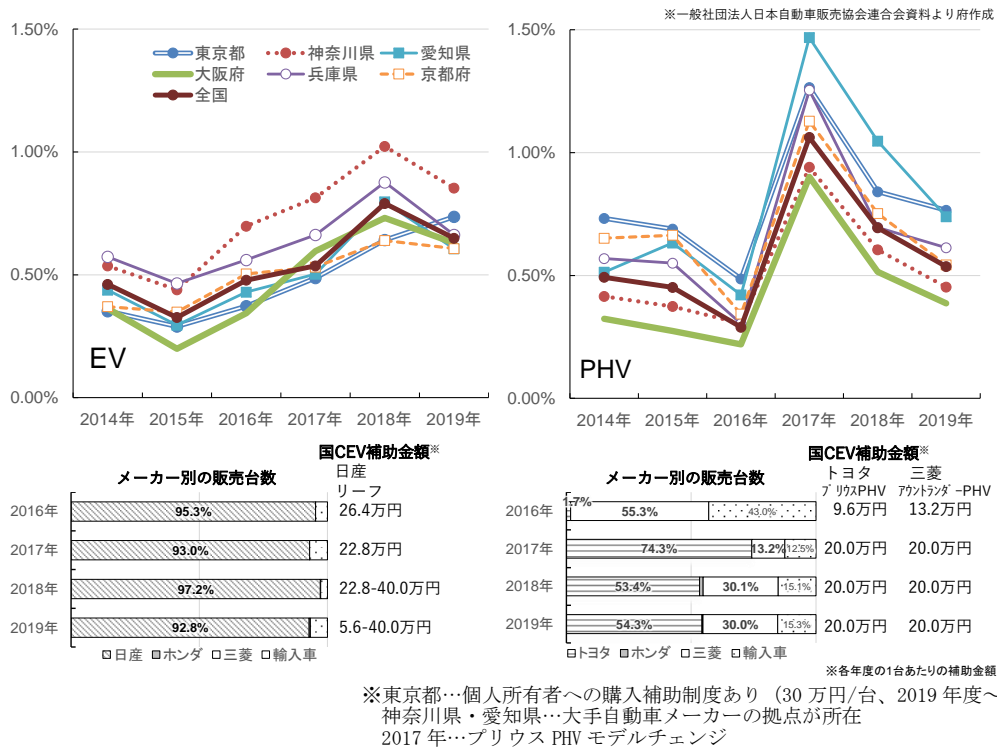 ※一般社団法人日本自動車販売協会連合会資料より府作成
1.50%
1.00%
0.50%
0.00%
東京都 神奈川県 愛知県
大阪府 兵庫県 京都府
全国
EV
2014年 2015年 2016年 2017年 2018年 2019年
1.50%
1.00%
0.50%
0.00%
PHV
2014年 2015年 2016年 2017年 2018年 2019年
国CEV補助金額※
メーカー別の販売台数
日産
リーフ
2016年 95.3% 26.4万円
2017年 93.0% 22.8万円
2018年 97.2% 22.8-40.0万円
2019年 92.8% 5.6-40.0万円
日産 ホンダ 三菱 輸入車
国CEV補助金額※
メーカー別の販売台数
トヨタ 三菱
プリウスPHV アウントランダーPHV
2016年 1.7% 55.3% 43.0% 9.6万円 13.2万円
2017年 74.3% 13.2% 12.5% 20.0万円 20.0万円
2018年 53.4% 30.1% 15.1% 20.0万円 20.0万円
2019年 54.3% 30.0% 15.3% 20.0万円 20.0万円
トヨタ ホンダ 三菱 輸入車
※各年度の1台あたりの補助金額
※東京都…個人所有者への購入補助制度あり（30万円/台、2019年度～
神奈川県・愛知県…大手自動車メーカーの拠点が所在
2017年…プリウスPHVモデルチェンジ